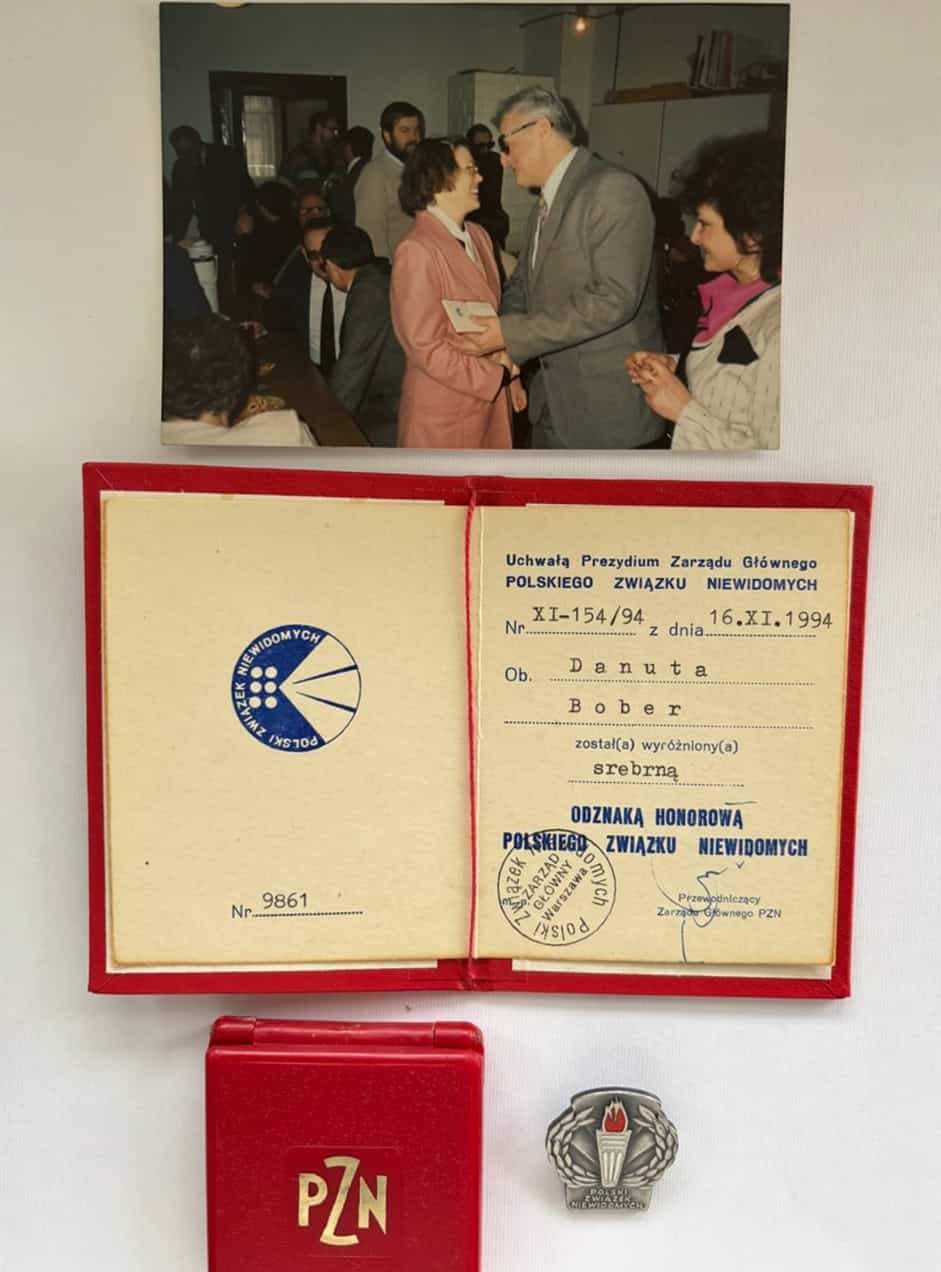 POLSKI ZWIĄZEK NIEWIDOMYCH
Nr 9861
Uchwałą Prezydium Zarządu Głównego
POLSKIEGO ZWIĄZKU NIEWIDOMYCH
Nr XI-154/94 z dnia 16.XI.1994
Ob. Danuta
Bober
został(a) wyróżniony(a)
srebrną
ODZNAKĄ HONOROWĄ
POLSKIEGO ZWIĄZKU NIEWIDOMYCH
Polski Związek Niewidomych
ZARZĄD
GŁÓWNY
Warszawa
Przewodniczący
Zarządu Głównego PZN
PZN
POLSKI
ZWIĄZEK
NIEWIDOMYCH